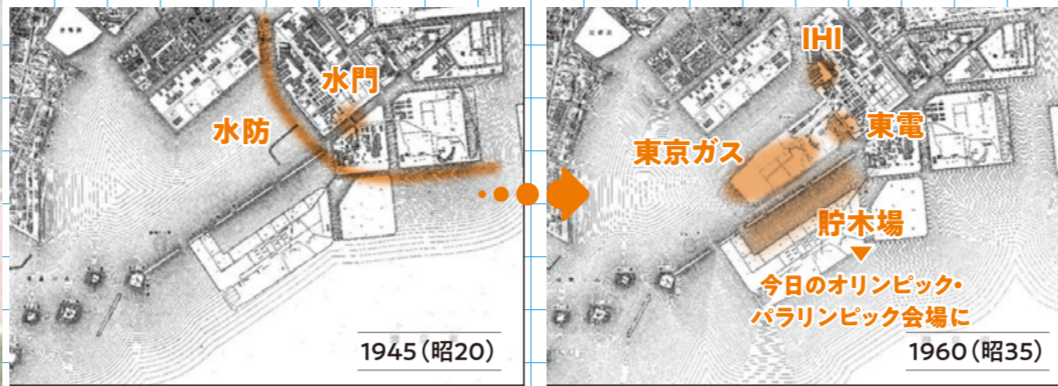 水門
水防
1945（昭20）
IHI
東電
東京ガス
貯木場
今日のオリンピック・
パラリンピック会場に
1960（昭35）